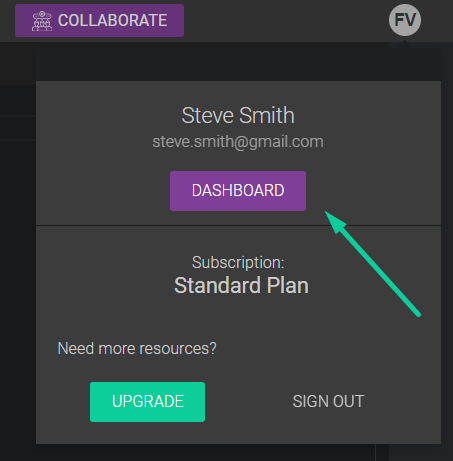 COLLABORATE
FV
Steve Smith
steve.smith@gmail.com
DASHBOARD
Subscription:
Standard Plan
Need more resources?
UPGRADE
SIGN OUT